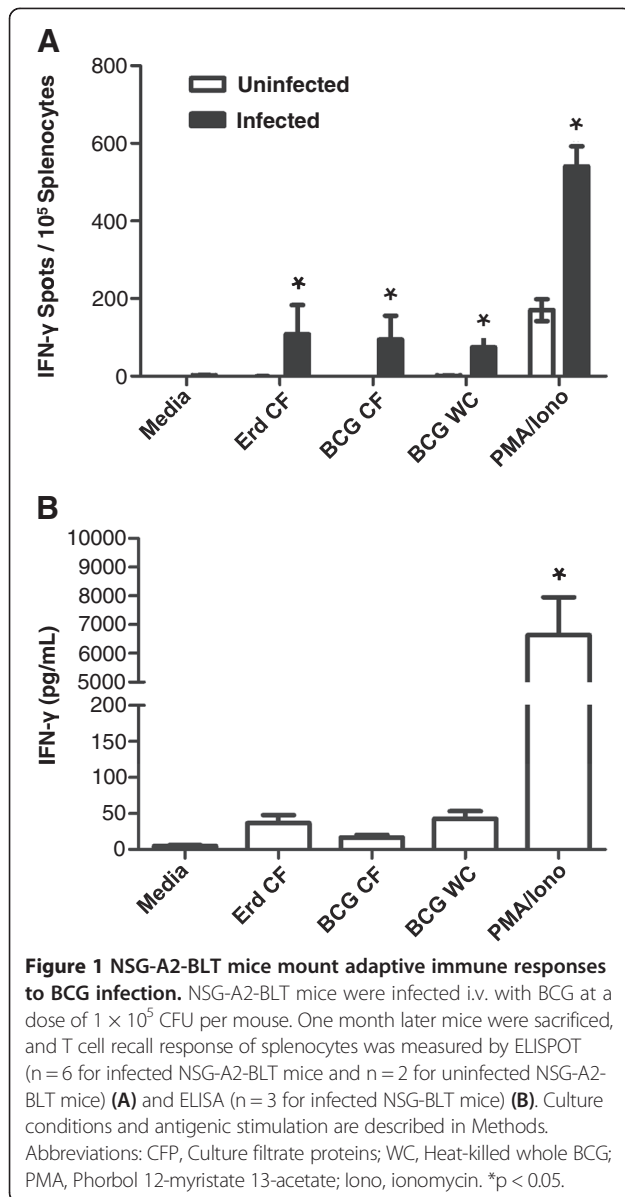 A
800
600
400
200
0
IFN-γ Spots / 10⁵ Splenocytes
Uninfected
Infected
*
*
*
*
Media
Erd CF
BCG CF
BCG WC
PMA/Iono
B
10000
9000
8000
7000
6000
5000
200
150
100
50
0
IFN-γ (pg/mL)
*
Media
Erd CF
BCG CF
BCG WC
PMA/Iono
Figure 1 NSG-A2-BLT mice mount adaptive immune responses
to BCG infection. NSG-A2-BLT mice were infected i.v. with BCG at a
dose of 1 × 10⁵ CFU per mouse. One month later mice were sacrificed,
and T cell recall response of splenocytes was measured by ELISPOT
(n = 6 for infected NSG-A2-BLT mice and n = 2 for uninfected NSG-A2-
BLT mice) (A) and ELISA (n = 3 for infected NSG-BLT mice) (B). Culture
conditions and antigenic stimulation are described in Methods.
Abbreviations: CFP, Culture filtrate proteins; WC, Heat-killed whole BCG;
PMA, Phorbol 12-myristate 13-acetate; Iono, ionomycin. *p < 0.05.